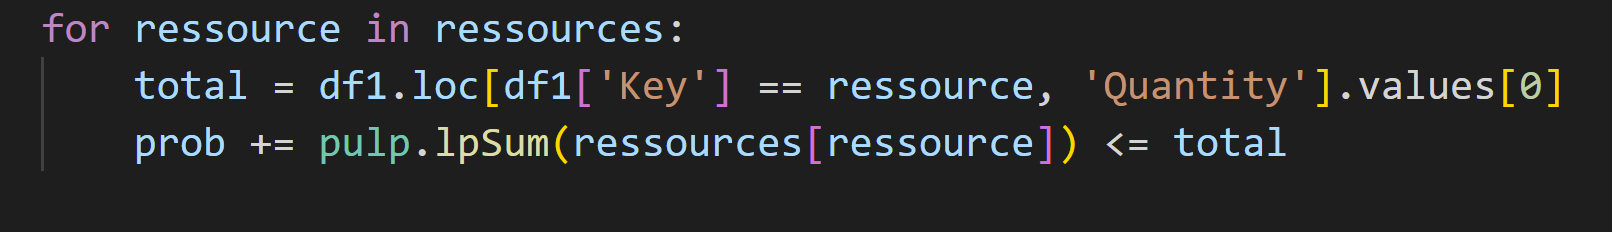 for ressource in ressources:
    total = df1.loc[df1['Key'] == ressource, 'Quantity'].values[0]
    prob += pulp.lpSum(ressources[ressource]) <= total